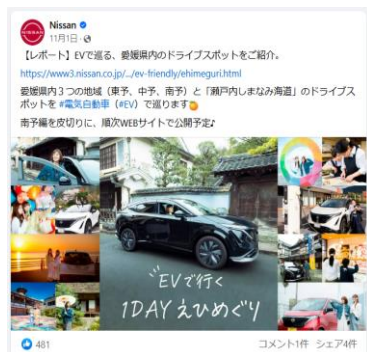 NISSAN
Nissan
11月1日
【レポート】EVで巡る、愛媛県内のドライブスポットをご紹介。
https://www3.nissan.co.jp/.../ev-friendly/ehimeguri.html
愛媛県内３つの地域（東予、中予、南予）と「瀬戸内しまなみ海道」のドライブス
ポットを #電気自動車（#EV）で巡ります🍊
南予編を皮切りに、順次WEBサイトで公開予定♪
EVで行く
1DAYえひめぐり
481
コメント1件 シェア4件